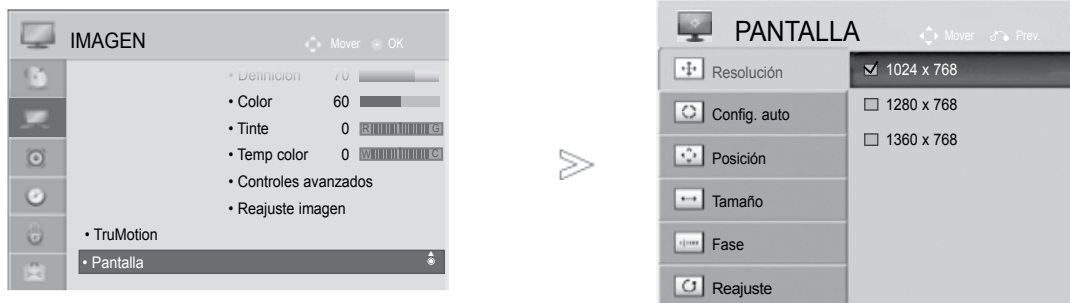 IMAGEN
Mover OK
• Definición 70
• Color 60
• Tinte 0 R G
• Temp color 0 W C
• Controles avanzados
• Reajuste imagen
• TruMotion
• Pantalla
PANTALLA
Mover Prev.
Resolución
Config. auto
Posición
Tamaño
Fase
Reajuste
1024 x 768
1280 x 768
1360 x 768